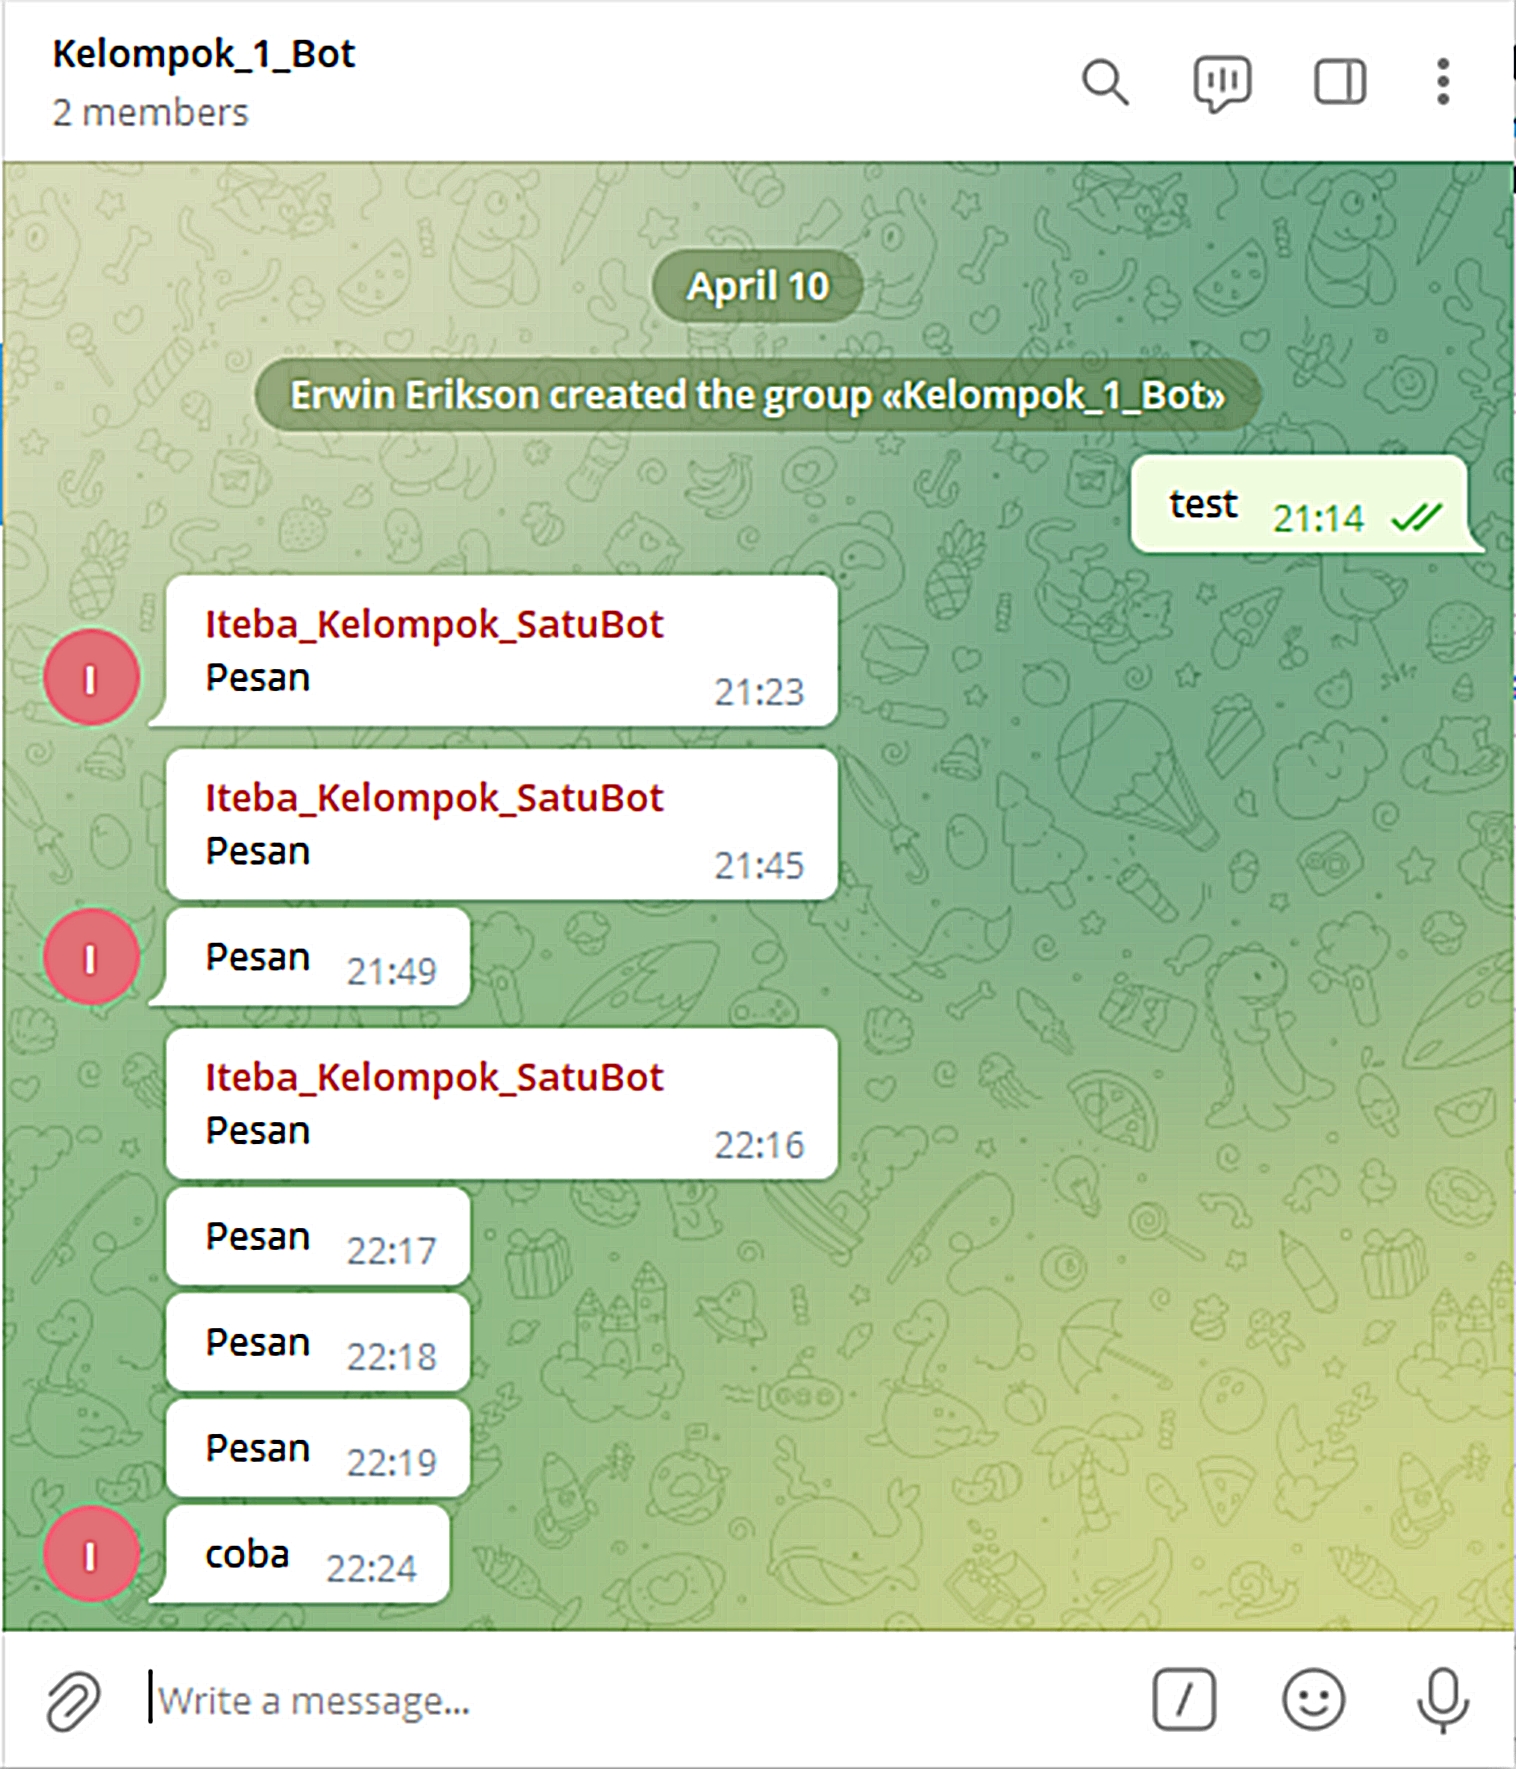 Kelompok_1_Bot
2 members
April 10
Erwin Erikson created the group «Kelompok_1_Bot»
test 21:14
Iteba_Kelompok_SatuBot
Pesan 21:23
Iteba_Kelompok_SatuBot
Pesan 21:45
Pesan 21:49
Iteba_Kelompok_SatuBot
Pesan 22:16
Pesan 22:17
Pesan 22:18
Pesan 22:19
coba 22:24
Write a message...